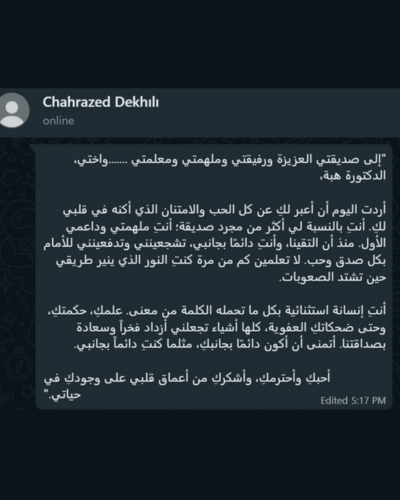 Chahrazed Dekhılı
online
"إلى صديقتي العزيزة ورفيقتي وملهمتي ومعلمتي .......واختي،
الدكتورة هبة،
أردت اليوم أن أعبر لكِ عن كل الحب والامتنان الذي أكنه في قلبي
لكِ. أنتِ بالنسبة لي أكثر من مجرد صديقة؛ أنتِ ملهمتي وداعمي
الأول. منذ أن التقينا، وأنتِ دائمًا بجانبي، تشجعينني وتدفعينني للأمام
بكل صدق وحب. لا تعلمين كم من مرة كنتِ النور الذي ينير طريقي
حين تشتد الصعوبات.
أنتِ إنسانة استثنائية بكل ما تحمله الكلمة من معنى. علمكِ، حكمتكِ،
وحتى ضحكاتكِ العفوية، كلها أشياء تجعلني أزداد فخراً وسعادة
بصداقتنا. أتمنى أن أكون دائمًا بجانبكِ، مثلما كنتِ دائماً بجانبي.
أحبكِ وأحترمكِ، وأشكركِ من أعماق قلبي على وجودكِ في
حياتي."
Edited 5:17 PM